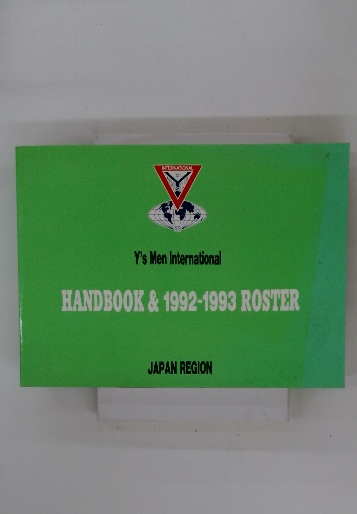 INTERNATIONAL
Y's Men International
HANDBOOK & 1992-1993 ROSTER
JAPAN REGION